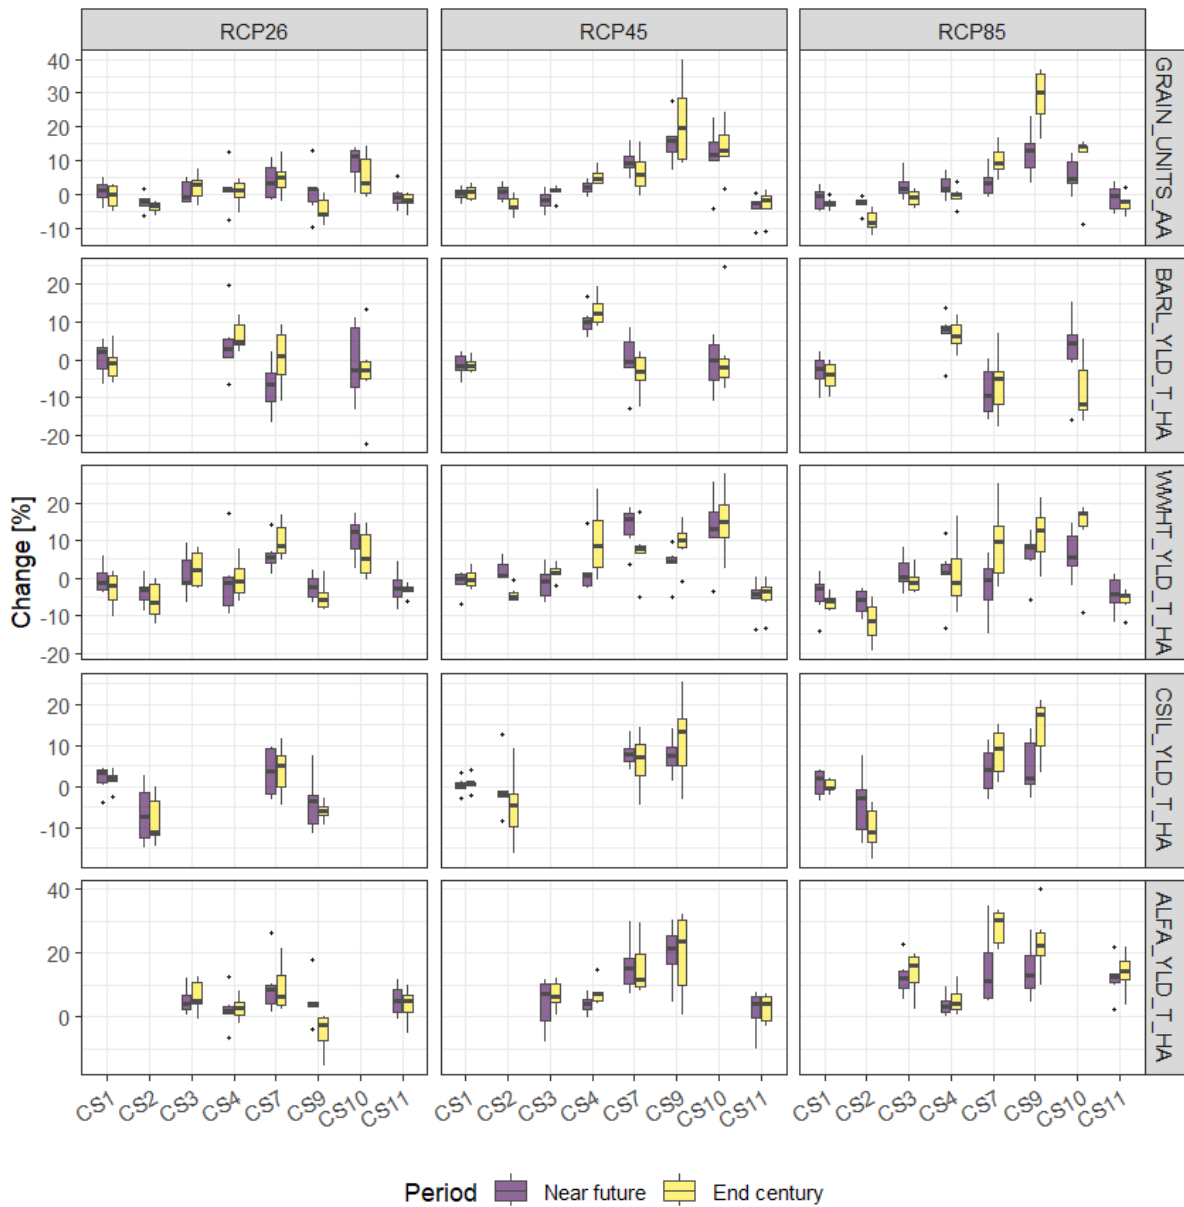 RCP26 RCP45 RCP85
40
30
20
10
0
-10
GRAIN_UNITS_AA
20
10
0
-10
-20
BARL_YLD_T_HA
20
10
0
-10
-20
WWHT_YLD_T_HA
20
10
0
-10
CSIL_YLD_T_HA
40
20
0
ALFA_YLD_T_HA
Change [%]
CS1 CS2 CS3 CS4 CS7 CS9 CS10 CS11 CS1 CS2 CS3 CS4 CS7 CS9 CS10 CS11 CS1 CS2 CS3 CS4 CS7 CS9 CS10 CS11
Period Near future End century